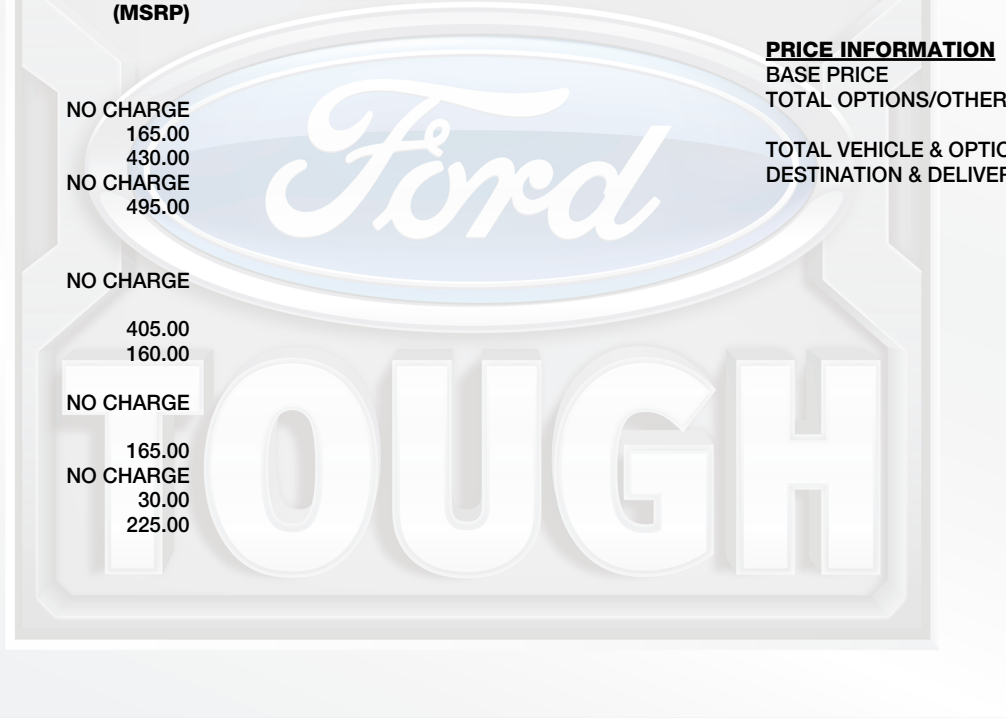 (MSRP)
NO CHARGE
165.00
430.00
NO CHARGE
495.00
NO CHARGE
405.00
160.00
NO CHARGE
165.00
NO CHARGE
30.00
225.00
PRICE INFORMATION
BASE PRICE
TOTAL OPTIONS/OTHER
TOTAL VEHICLE & OPTIO
DESTINATION & DELIVER
Ford
TOUGH